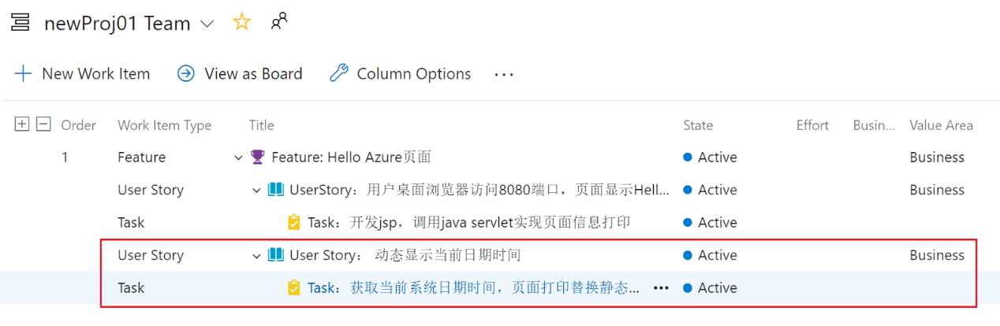 newProj01 Team
New Work Item View as Board Column Options ...
Order Work Item Type Title State Effort Busin... Value Area
1 Feature Feature: Hello Azure页面 Active Business
User Story UserStory：用户桌面浏览器访问8080端口，页面显示Hell... Active Business
Task Task：开发jsp，调用java servlet实现页面信息打印 Active
User Story User Story： 动态显示当前日期时间 Active Business
Task Task：获取当前系统日期时间，页面打印替换静态... ... Active